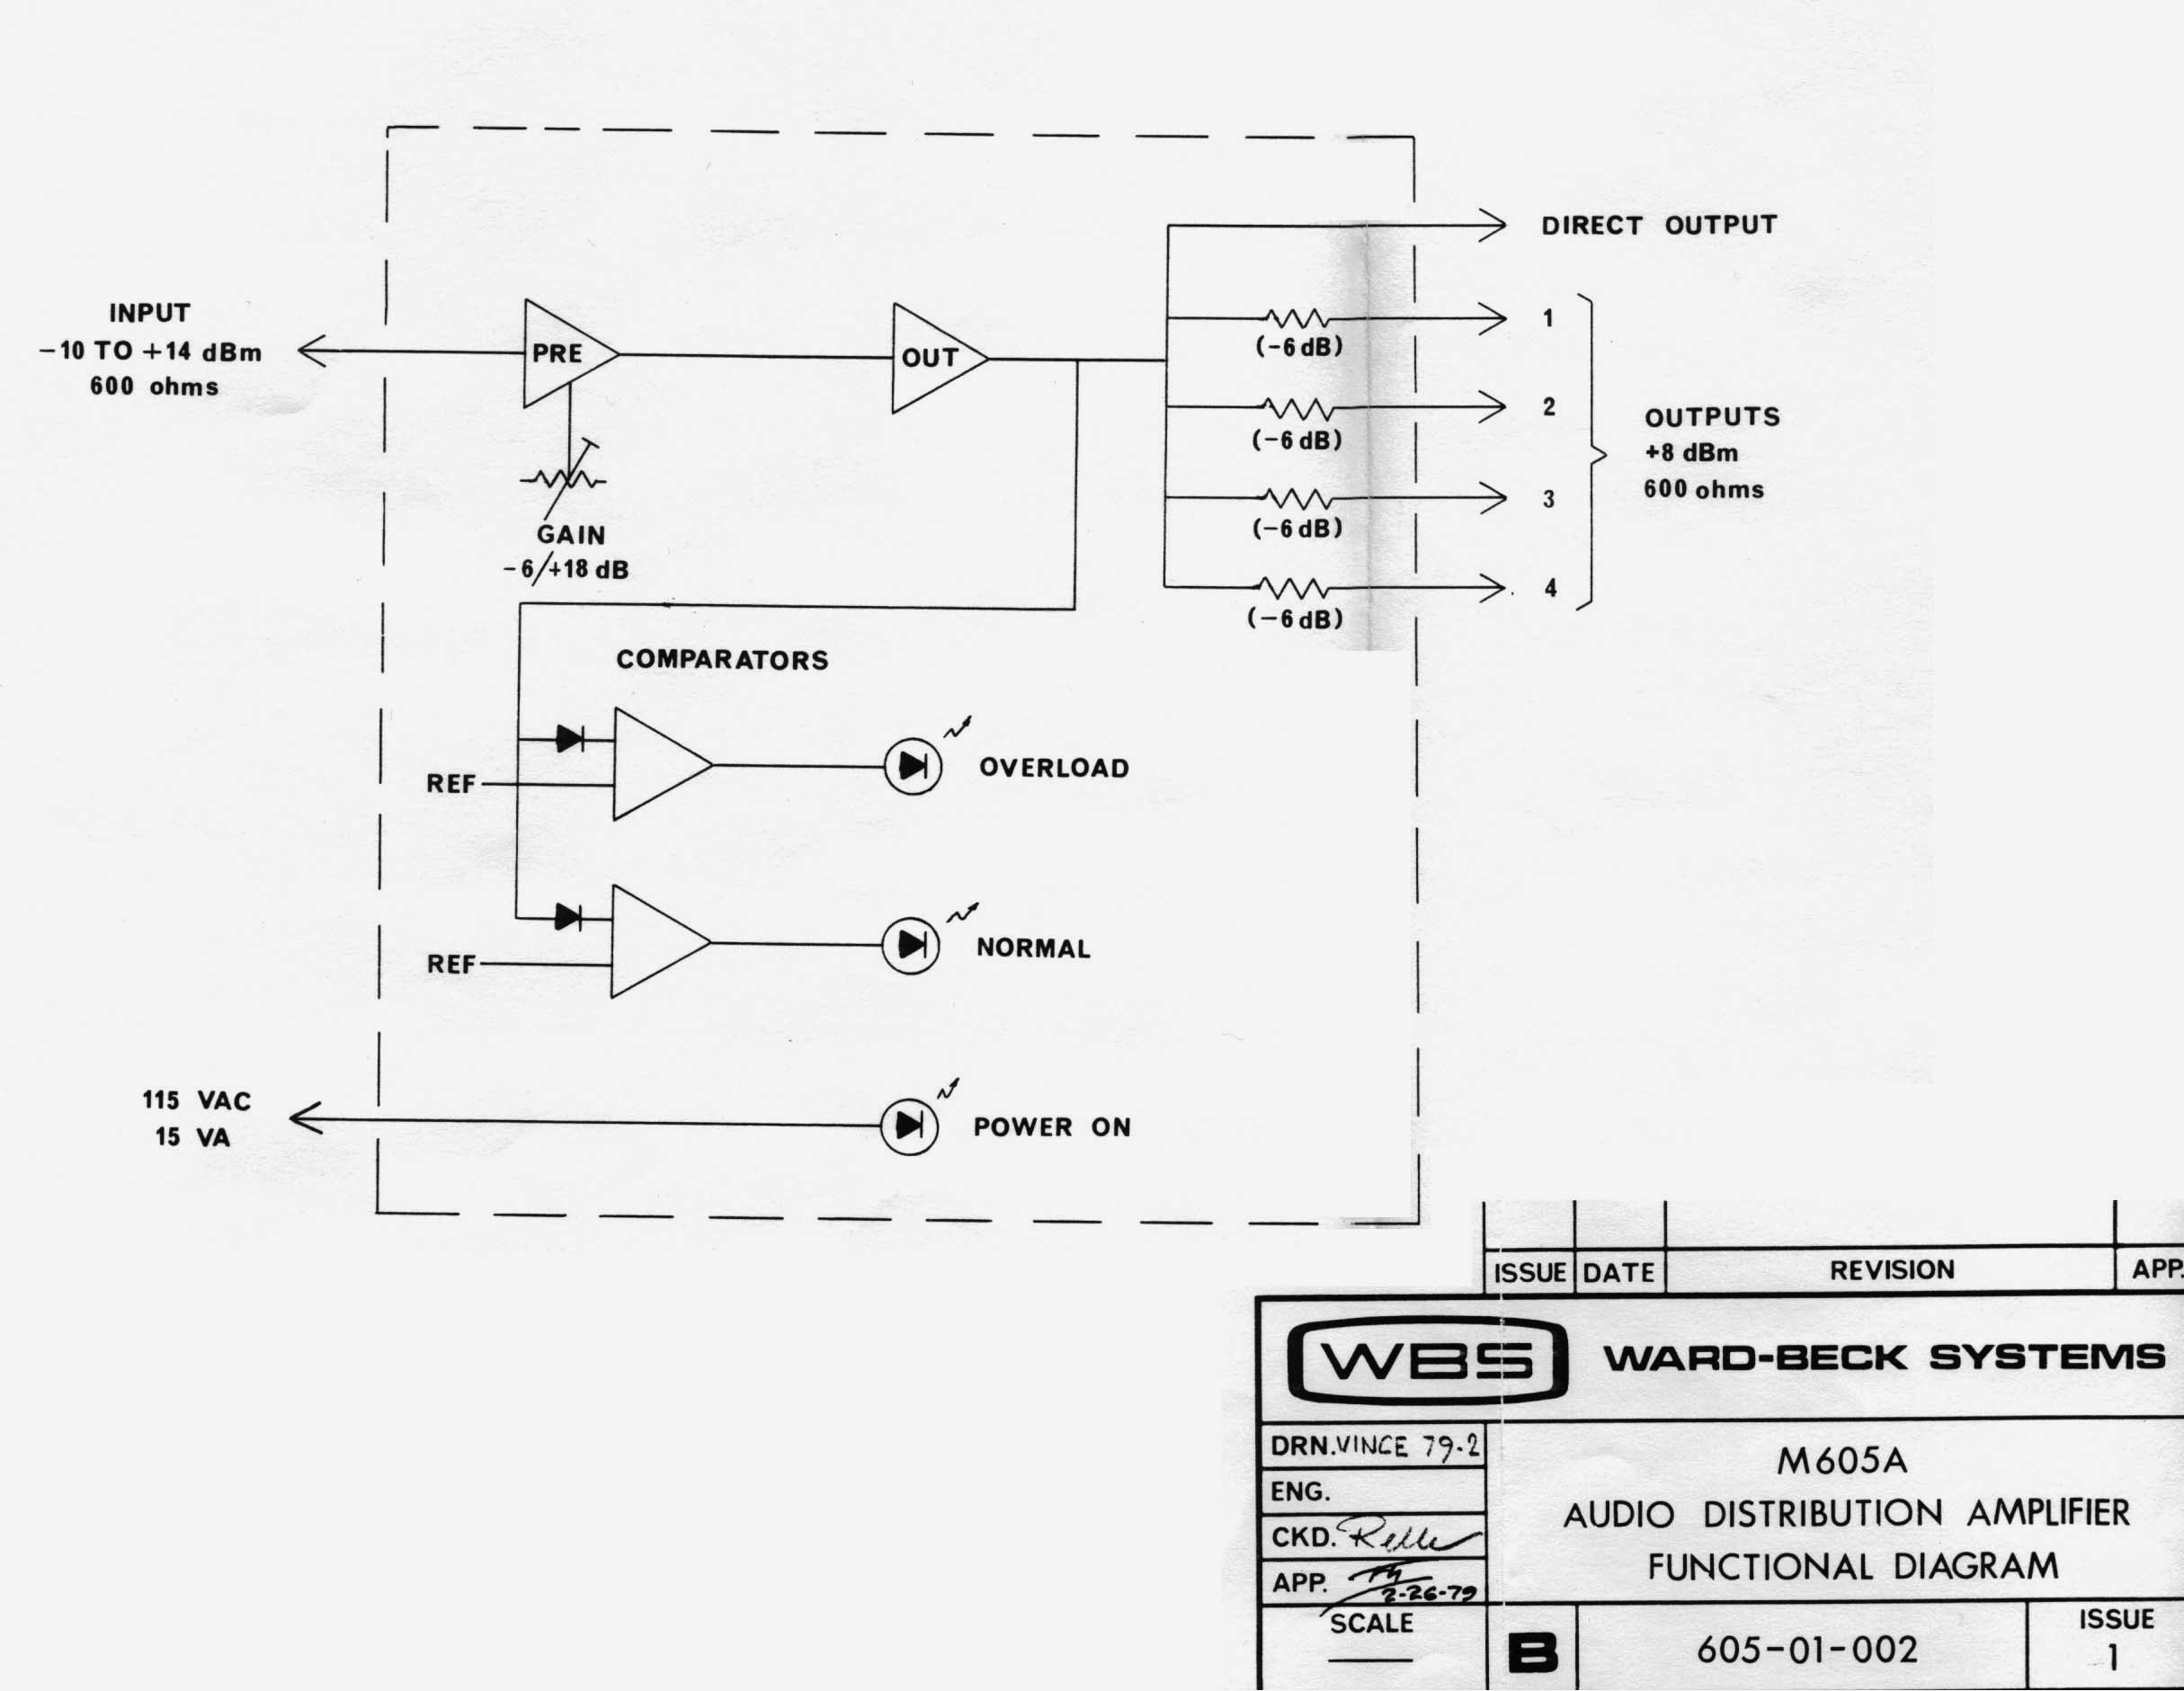 DIRECT OUTPUT
INPUT
-10 TO +14 dBm
600 ohms
PRE
OUT
1
(-6 dB)
2
(-6 dB)
3
(-6 dB)
4
(-6 dB)
OUTPUTS
+8 dBm
600 ohms
GAIN
-6/+18 dB
COMPARATORS
REF
OVERLOAD
REF
NORMAL
115 VAC
15 VA
POWER ON
ISSUE DATE REVISION APP.
WBS WARD-BECK SYSTEMS
DRN. VINCE 79-2
ENG.
CKD.
APP. 2-26-79
SCALE
M605A
AUDIO DISTRIBUTION AMPLIFIER
FUNCTIONAL DIAGRAM
B
605-01-002
ISSUE
1